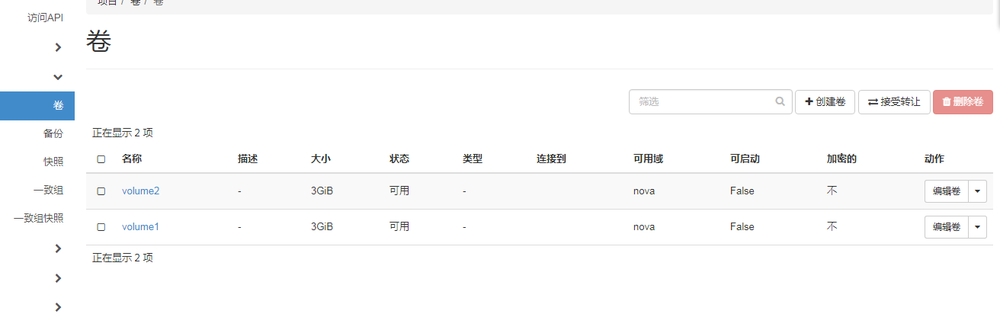 访问API
项目 / 卷 / 卷
卷
卷
备份
快照
一致组
一致组快照
筛选 创建卷 接受转让 删除卷
正在显示 2 项
名称 描述 大小 状态 类型 连接到 可用域 可启动 加密的 动作
volume2 - 3GiB 可用 - nova False 不 编辑卷
volume1 - 3GiB 可用 - nova False 不 编辑卷
正在显示 2 项